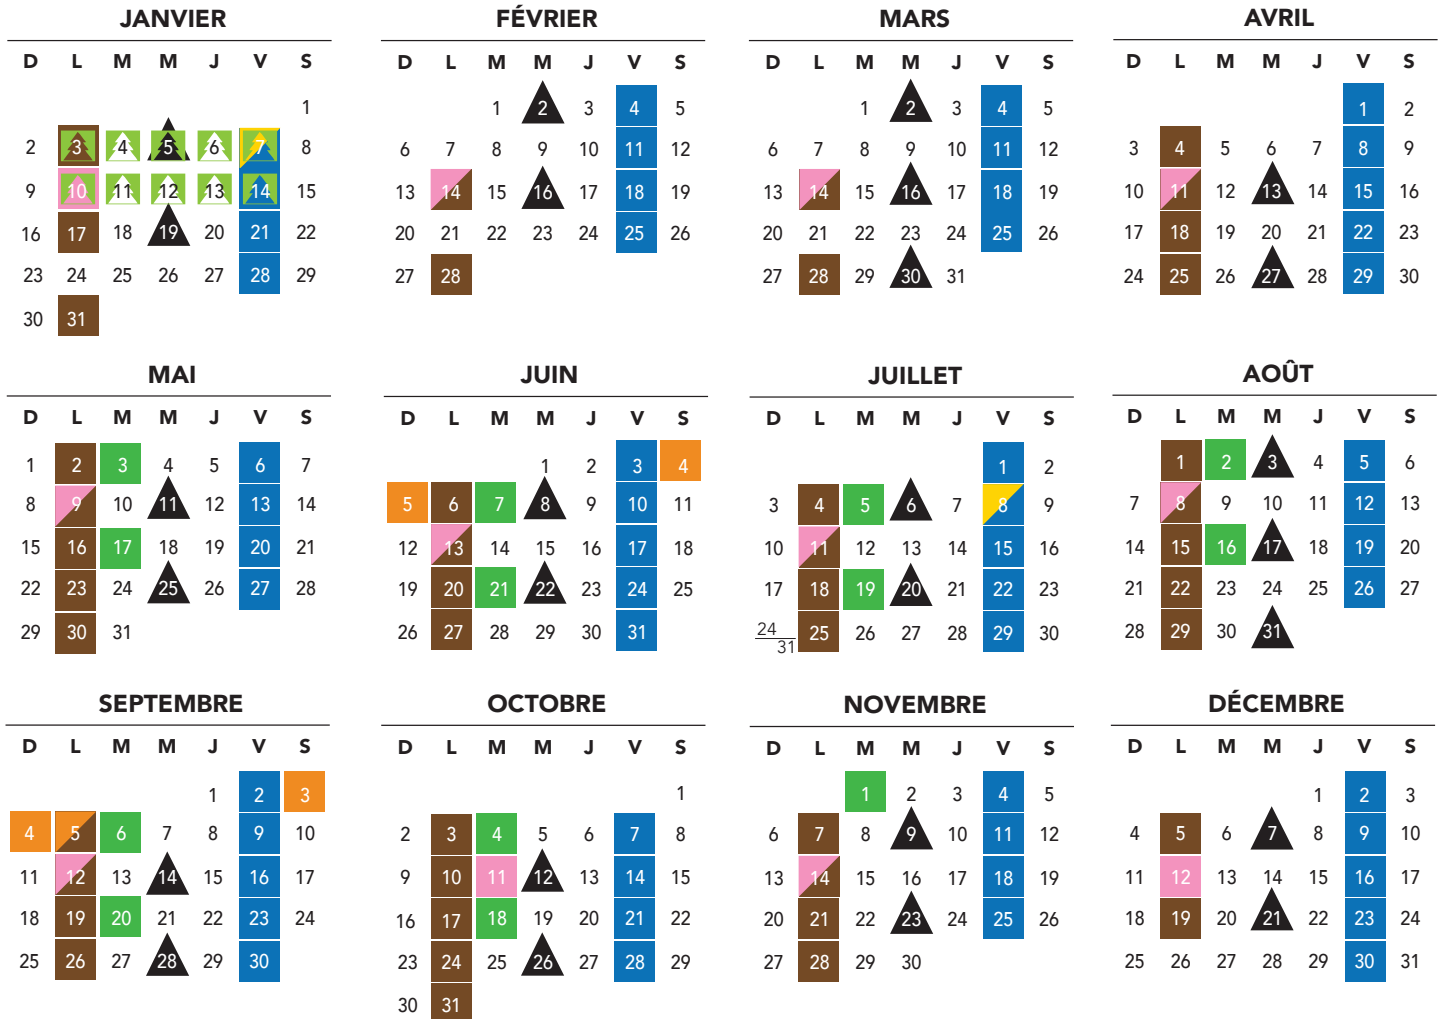 JANVIER
D L M M J V S
1
2 3 4 5 6 7 8
9 10 11 12 13 14 15
16 17 18 19 20 21 22
23 24 25 26 27 28 29
30 31
FÉVRIER
D L M M J V S
1 2 3 4 5
6 7 8 9 10 11 12
13 14 15 16 17 18 19
20 21 22 23 24 25 26
27 28
MARS
D L M M J V S
1 2 3 4 5
6 7 8 9 10 11 12
13 14 15 16 17 18 19
20 21 22 23 24 25 26
27 28 29 30 31
AVRIL
D L M M J V S
1 2
3 4 5 6 7 8 9
10 11 12 13 14 15 16
17 18 19 20 21 22 23
24 25 26 27 28 29 30
MAI
D L M M J V S
1 2 3 4 5 6 7
8 9 10 11 12 13 14
15 16 17 18 19 20 21
22 23 24 25 26 27 28
29 30 31
JUIN
D L M M J V S
1 2 3 4
5 6 7 8 9 10 11
12 13 14 15 16 17 18
19 20 21 22 23 24 25
26 27 28 29 30 31
JUILLET
D L M M J V S
1 2
3 4 5 6 7 8 9
10 11 12 13 14 15 16
17 18 19 20 21 22 23
24/31 25 26 27 28 29 30
AOÛT
D L M M J V S
1 2 3 4 5 6
7 8 9 10 11 12 13
14 15 16 17 18 19 20
21 22 23 24 25 26 27
28 29 30 31
SEPTEMBRE
D L M M J V S
1 2 3
4 5 6 7 8 9 10
11 12 13 14 15 16 17
18 19 20 21 22 23 24
25 26 27 28 29 30
OCTOBRE
D L M M J V S
1
2 3 4 5 6 7 8
9 10 11 12 13 14 15
16 17 18 19 20 21 22
23 24 25 26 27 28 29
30 31
NOVEMBRE
D L M M J V S
1 2 3 4 5
6 7 8 9 10 11 12
13 14 15 16 17 18 19
20 21 22 23 24 25 26
27 28 29 30
DÉCEMBRE
D L M M J V S
1 2 3
4 5 6 7 8 9 10
11 12 13 14 15 16 17
18 19 20 21 22 23 24
25 26 27 28 29 30 31